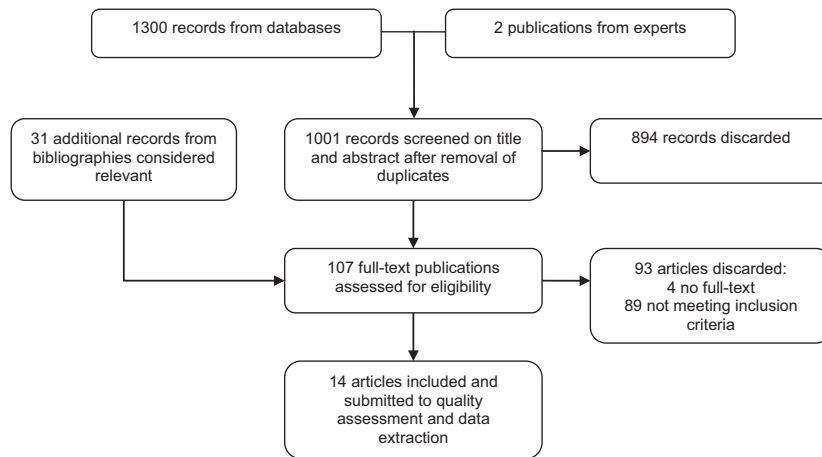 1300 records from databases
2 publications from experts
31 additional records from
bibliographies considered
relevant
1001 records screened on title
and abstract after removal of
duplicates
894 records discarded
107 full-text publications
assessed for eligibility
93 articles discarded:
4 no full-text
89 not meeting inclusion
criteria
14 articles included and
submitted to quality
assessment and data
extraction